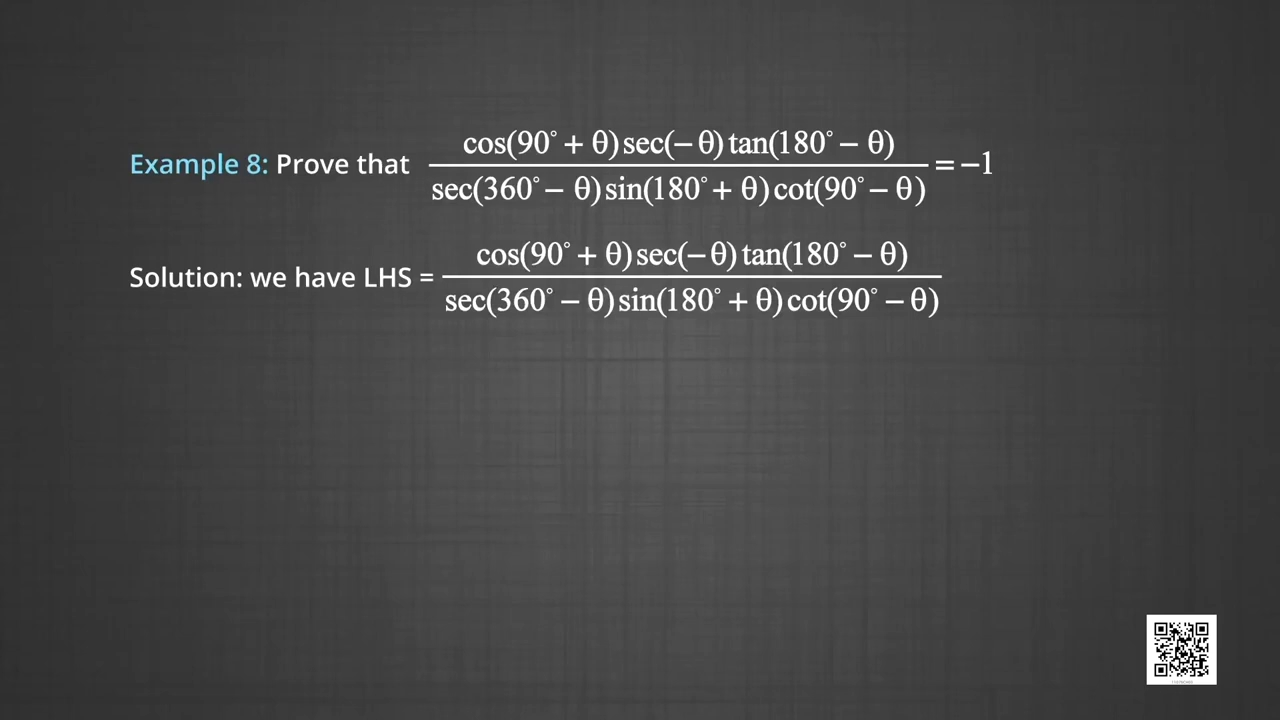 Example 8: Prove that cos(90° + θ) sec(−θ) tan(180° − θ) / sec(360° − θ) sin(180° + θ) cot(90° − θ) = −1
Solution: we have LHS = cos(90° + θ) sec(−θ) tan(180° − θ) / sec(360° − θ) sin(180° + θ) cot(90° − θ)